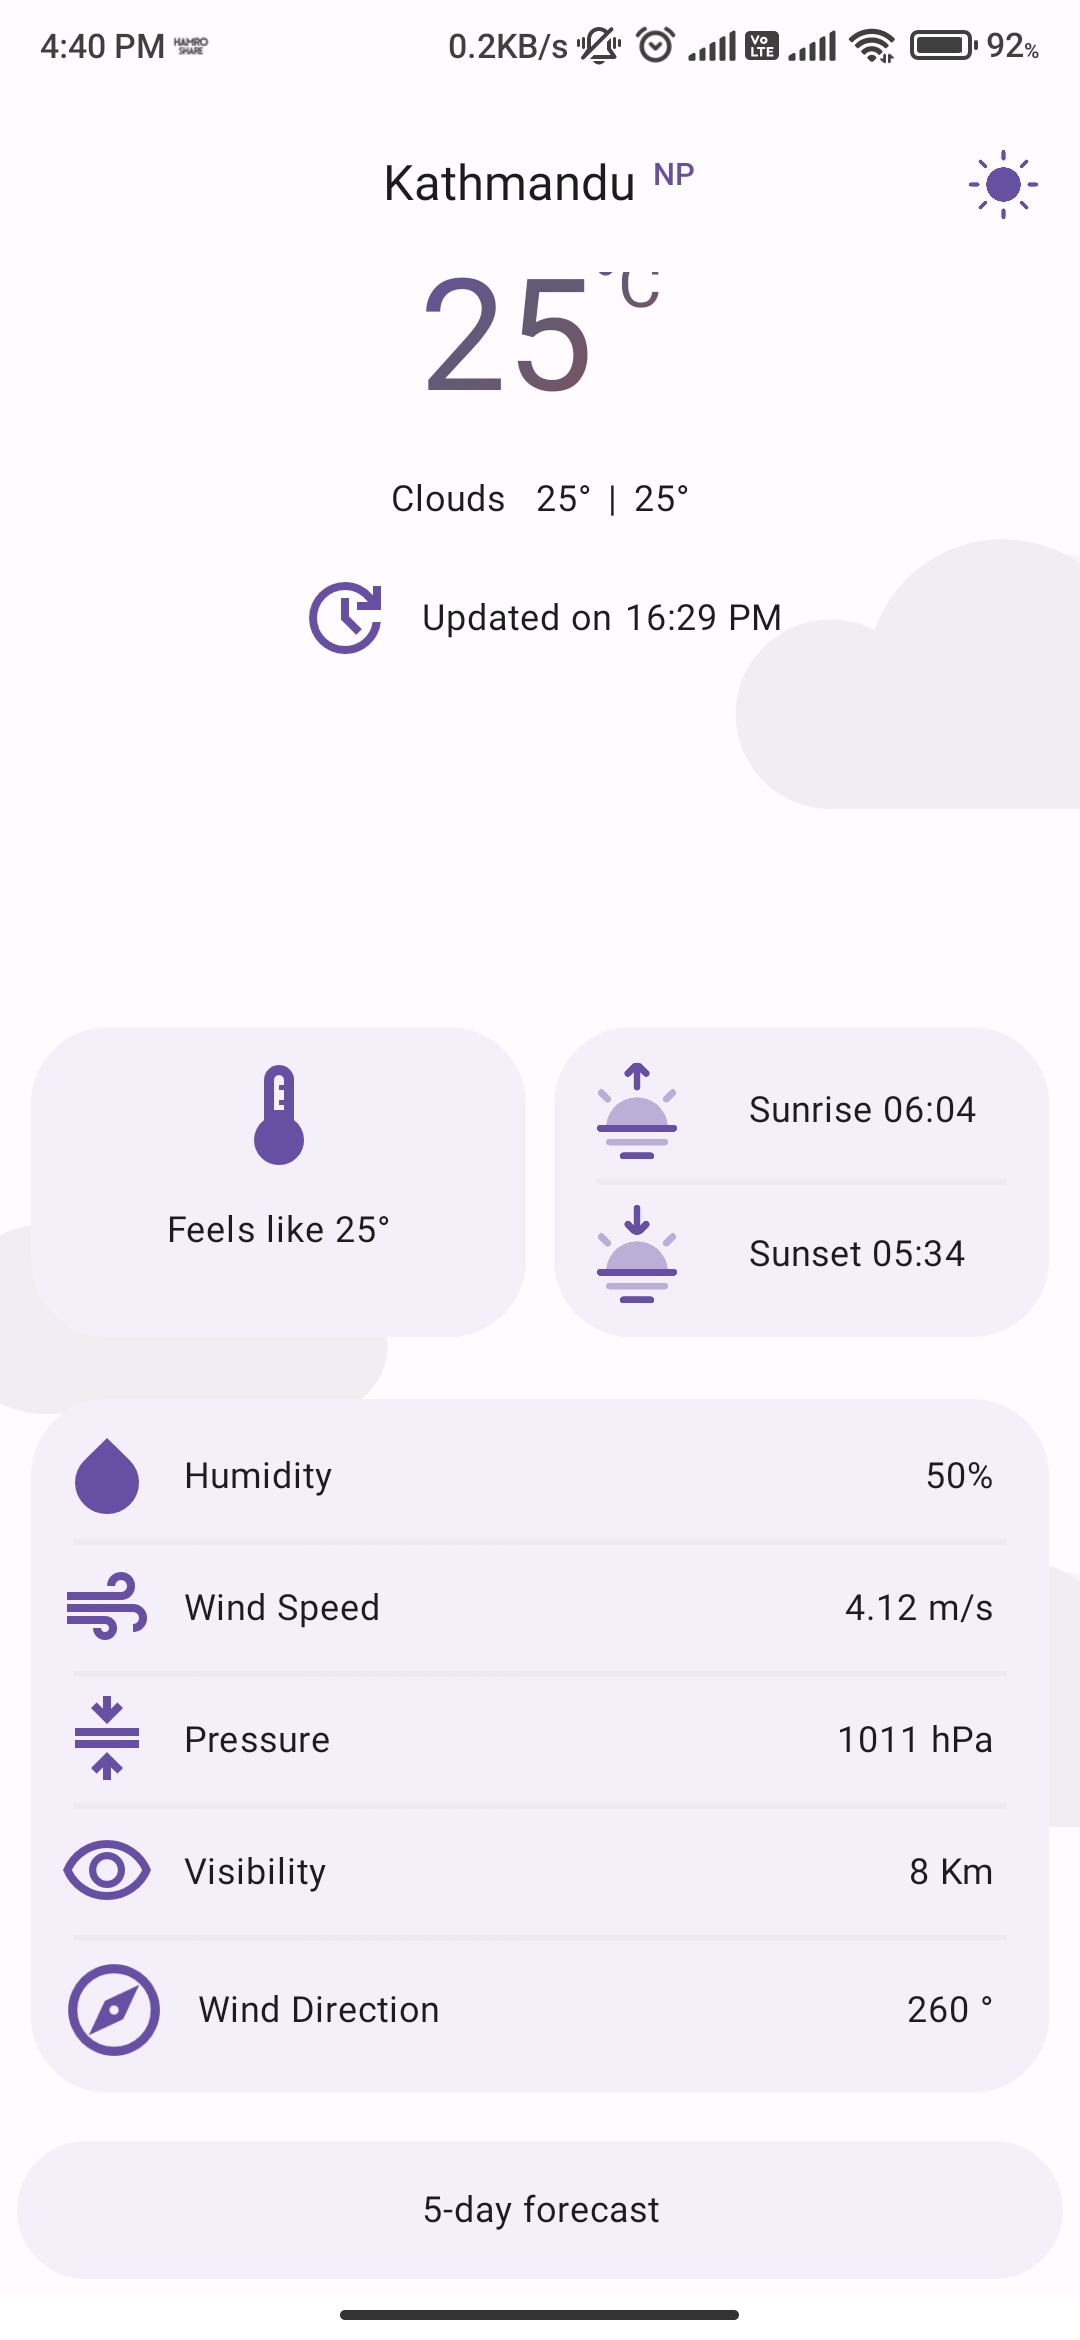 4:40 PM HAMRO SHARE 0.2KB/s Vo LTE 92%
Kathmandu NP
25°C
Clouds 25° | 25°
Updated on 16:29 PM
Feels like 25°
Sunrise 06:04
Sunset 05:34
Humidity 50%
Wind Speed 4.12 m/s
Pressure 1011 hPa
Visibility 8 Km
Wind Direction 260 °
5-day forecast